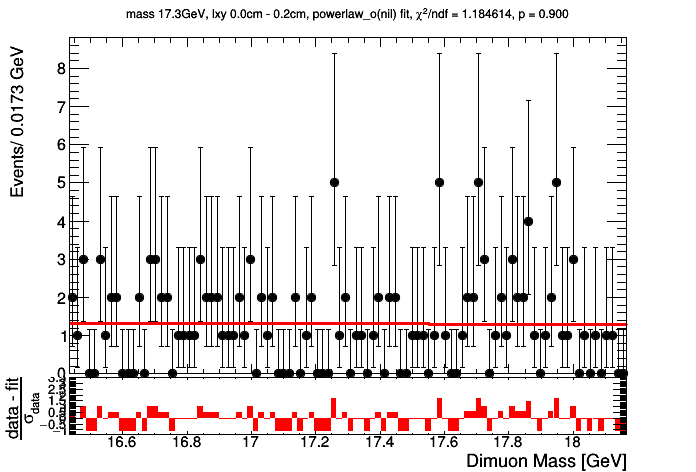 mass 17.3GeV, lxy 0.0cm - 0.2cm, powerlaw_o(nil) fit, χ²/ndf = 1.184614, p = 0.900
Events/ 0.0173 GeV
8
7
6
5
4
3
2
1
0
data - fit
σdata
16.6 16.8 17 17.2 17.4 17.6 17.8 18
Dimuon Mass [GeV]